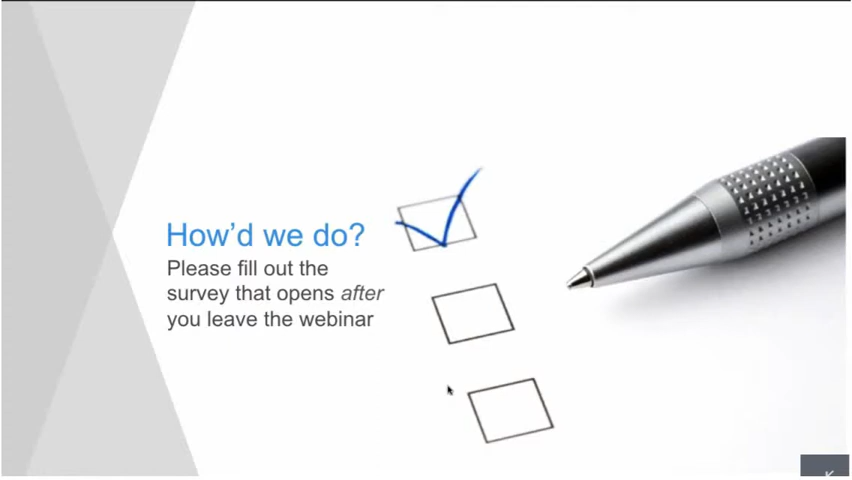 How'd we do?
Please fill out the
survey that opens after
you leave the webinar